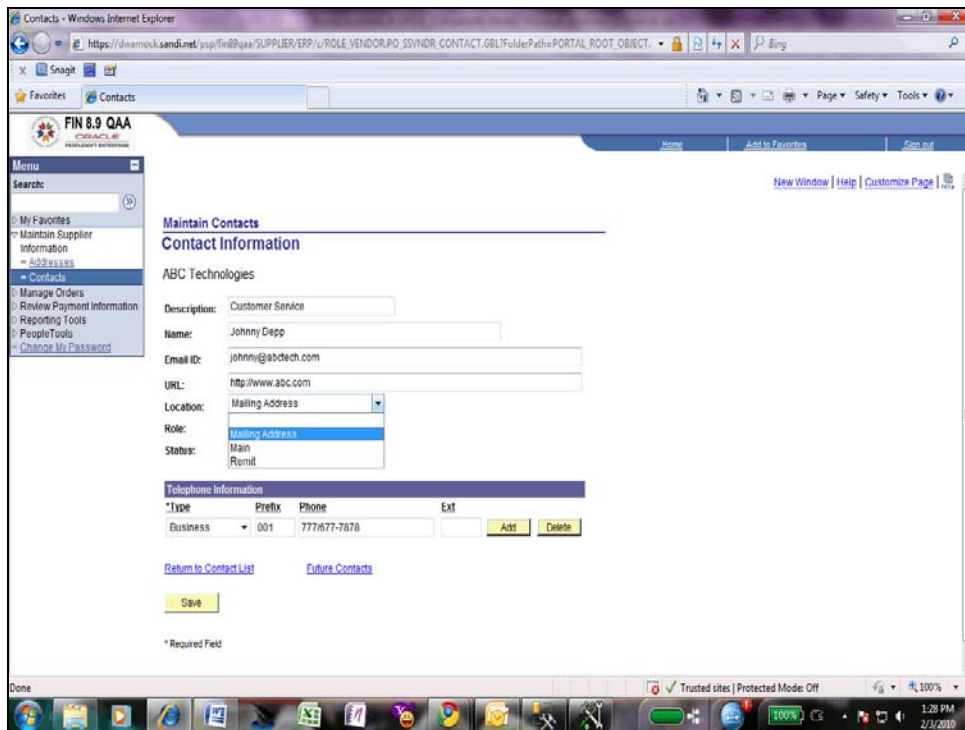 Contacts - Windows Internet Explorer
https://dwarnock.sandi.net/psp/fin89qaa/SUPPLIER/ERP/c/ROLE_VENDOR.PO_SSVNDR_CONTACT.GBL?FolderPath=PORTAL_ROOT_OBJECT.
Bing
x Snagit
Favorites Contacts Page Safety Tools
FIN 8.9 QAA
ORACLE
PEOPLESOFT ENTERPRISE
Home Add to Favorites Sign out
Menu
New Window | Help | Customize Page |
Search:
My Favorites
Maintain Supplier
Information
– Addresses
– Contacts
Manage Orders
Review Payment Information
Reporting Tools
PeopleTools
– Change My Password
Maintain Contacts
Contact Information
ABC Technologies
Description: Customer Service
Name: Johnny Depp
Email ID: johnny@abctech.com
URL: http://www.abc.com
Location: Mailing Address
Role:
Mailing Address
Status: Main
Remit
Telephone Information
*Type Prefix Phone Ext
Business 001 777/677-7878 Add Delete
Return to Contact List Future Contacts
Save
* Required Field
Done Trusted sites | Protected Mode: Off 100%
100%
1:28 PM
2/3/2010